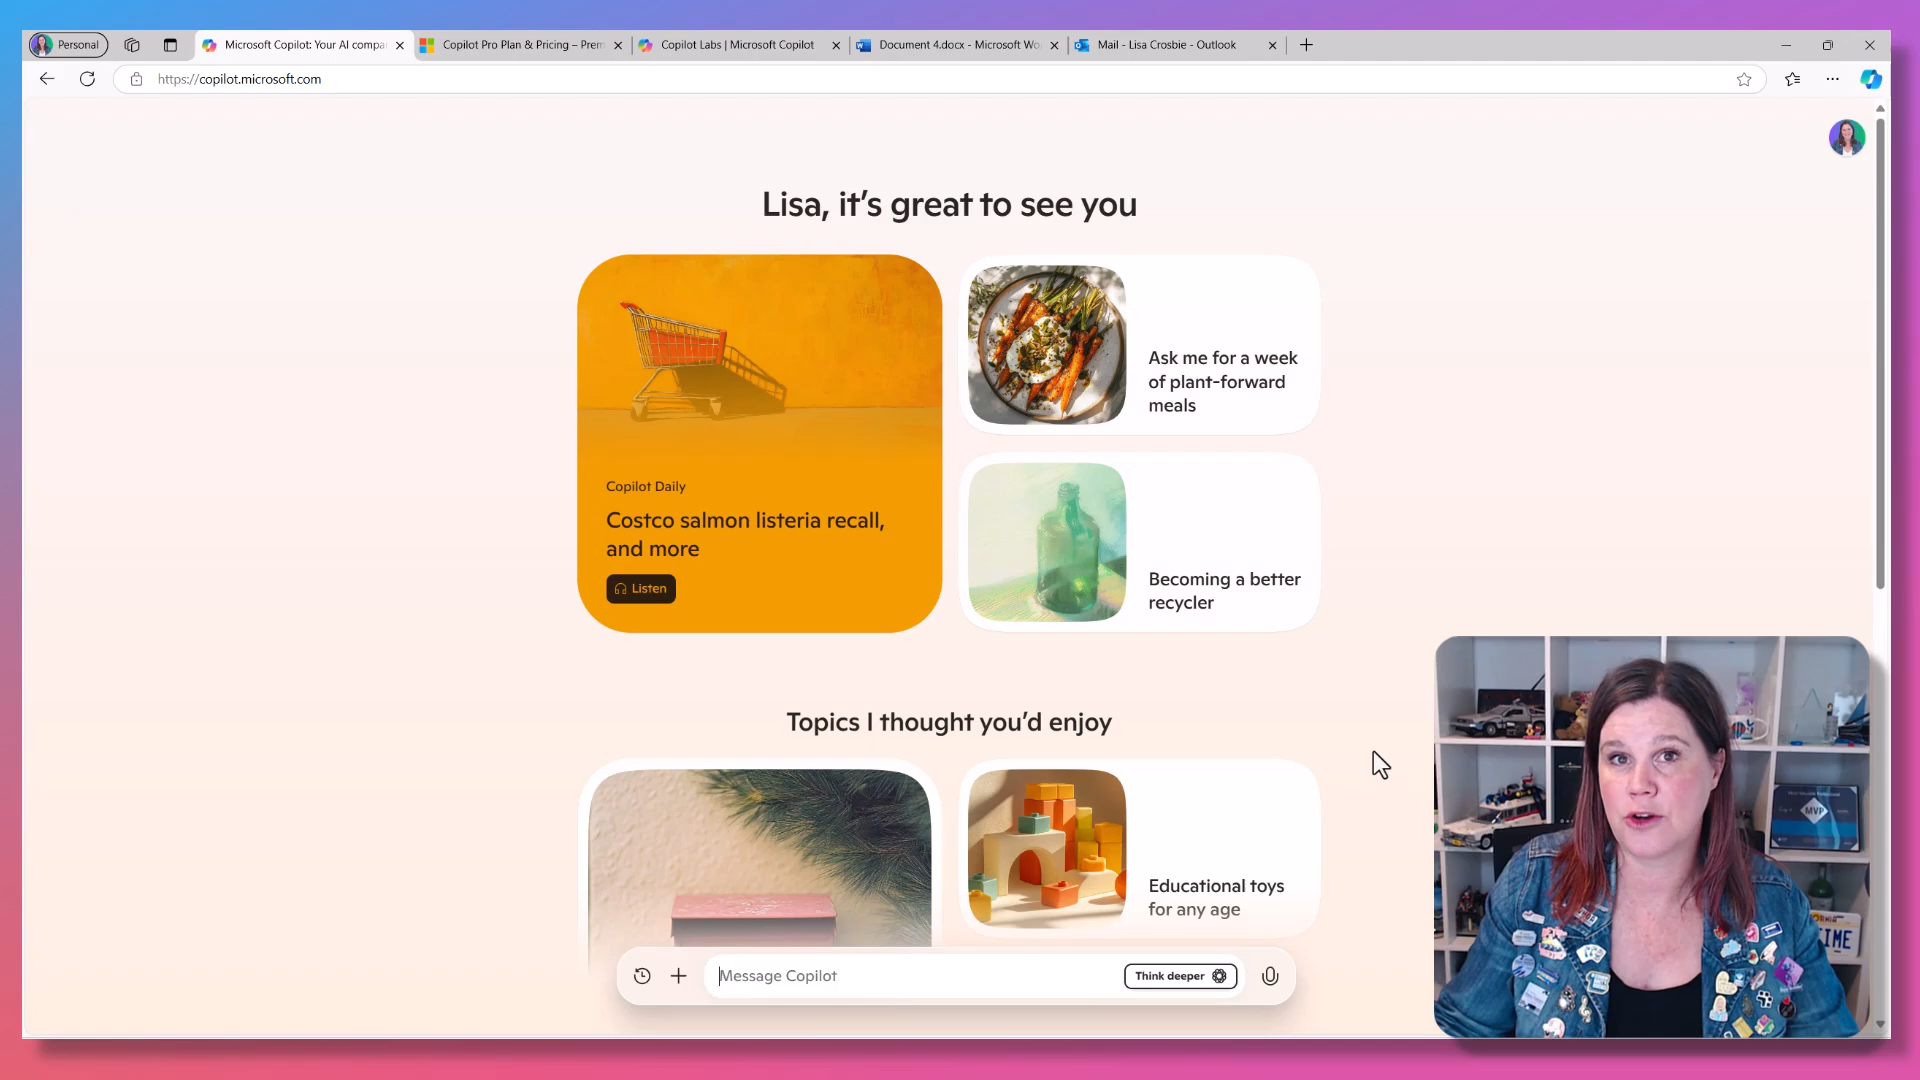 Personal
Microsoft Copilot: Your AI compa
Copilot Pro Plan & Pricing – Prem
Copilot Labs | Microsoft Copilot
Document 4.docx - Microsoft Wo
Mail - Lisa Crosbie - Outlook
https://copilot.microsoft.com
Lisa, it's great to see you
Copilot Daily
Costco salmon listeria recall,
and more
Listen
Ask me for a week
of plant-forward
meals
Becoming a better
recycler
Topics I thought you'd enjoy
Educational toys
for any age
Message Copilot
Think deeper
MVP